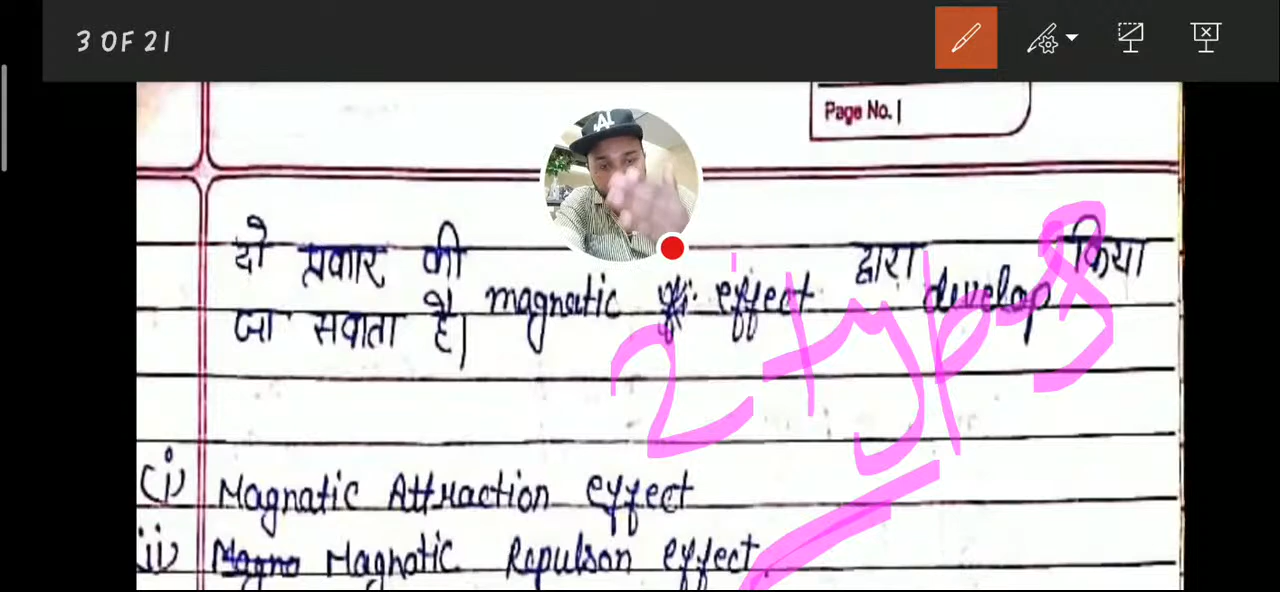 3 OF 21
Page No.
दो प्रकार की magnatic effect द्वारा develop किया
जा सकता है।
2 types
(i) Magnatic Attraction effect
(ii) Magnatic Repulson effect.